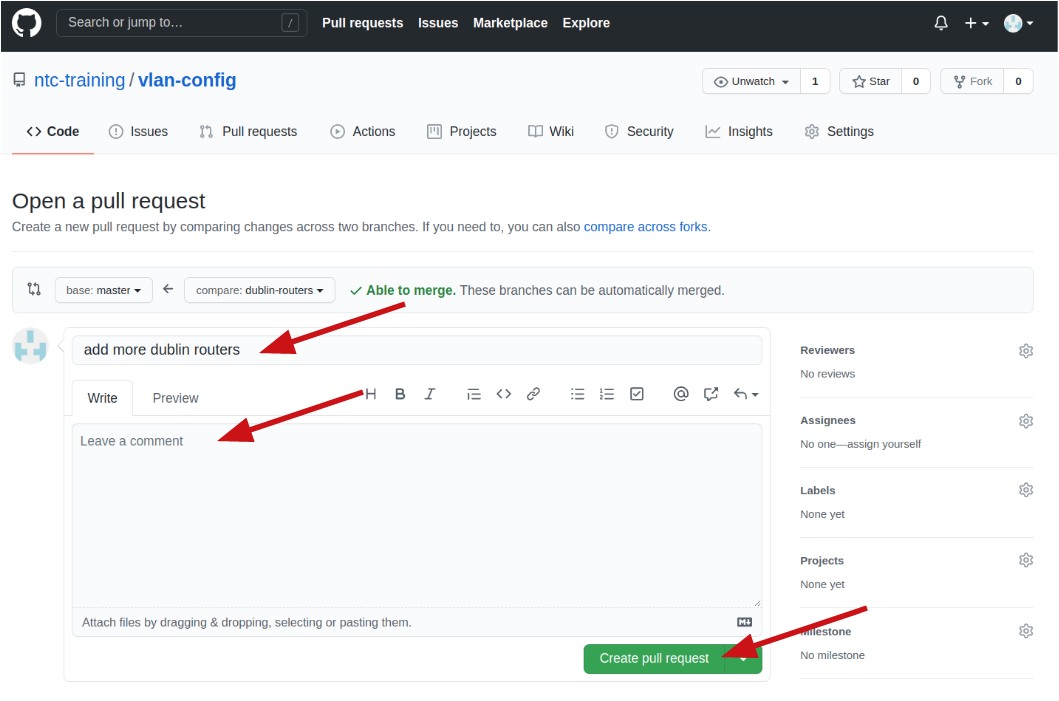 Search or jump to… /
Pull requests Issues Marketplace Explore
ntc-training / vlan-config
Unwatch 1 Star 0 Fork 0
Code Issues Pull requests Actions Projects Wiki Security Insights Settings
Open a pull request
Create a new pull request by comparing changes across two branches. If you need to, you can also compare across forks.
base: master compare: dublin-routers Able to merge. These branches can be automatically merged.
add more dublin routers
Write Preview
H B I @
Leave a comment
Attach files by dragging & dropping, selecting or pasting them.
Create pull request
Reviewers
No reviews
Assignees
No one—assign yourself
Labels
None yet
Projects
None yet
Milestone
No milestone